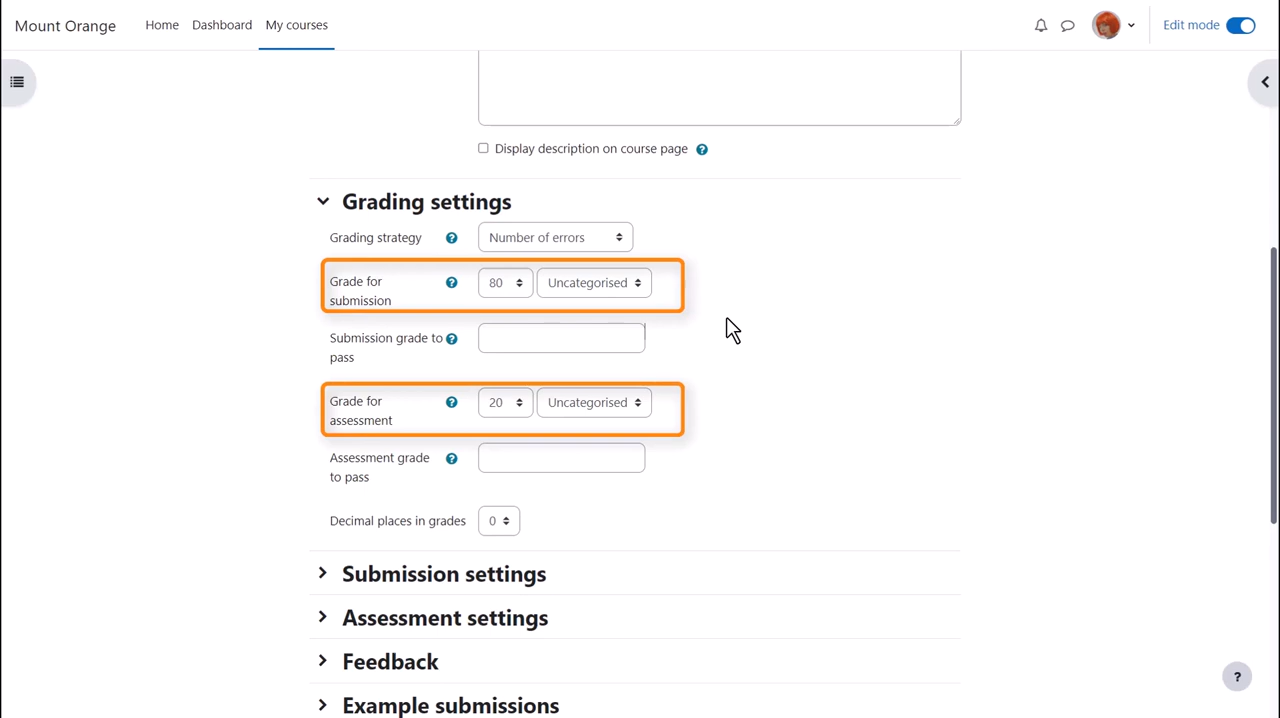 Mount Orange Home Dashboard My courses Edit mode
Display description on course page ?
Grading settings
Grading strategy ? Number of errors
Grade for
submission ? 80 Uncategorised
Submission grade to
pass ?
Grade for
assessment ? 20 Uncategorised
Assessment grade
to pass ?
Decimal places in grades 0
Submission settings
Assessment settings
Feedback
Example submissions
?